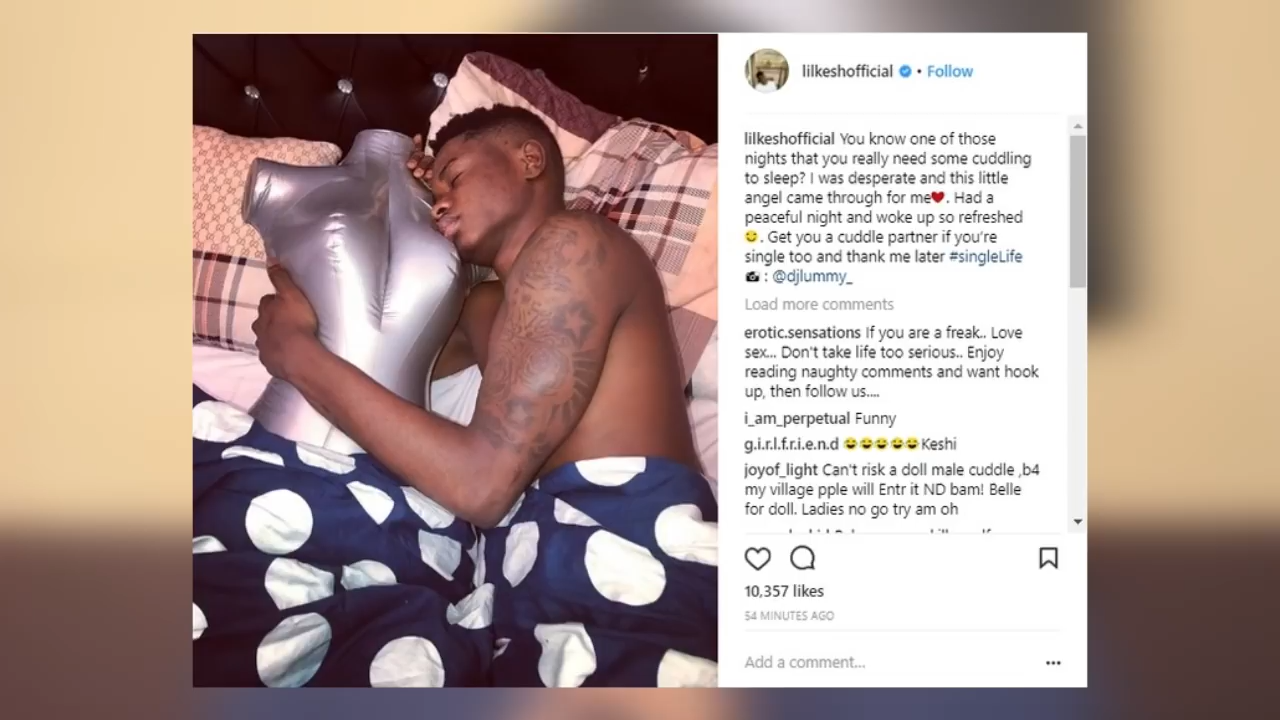 lilkeshofficial • Follow
lilkeshofficial You know one of those
nights that you really need some cuddling
to sleep? I was desperate and this little
angel came through for me❤. Had a
peaceful night and woke up so refreshed
😊. Get you a cuddle partner if you're
single too and thank me later #singleLife
📷 : @djlummy_
Load more comments
erotic.sensations If you are a freak.. Love
sex... Don't take life too serious.. Enjoy
reading naughty comments and want hook
up, then follow us....
i_am_perpetual Funny
g.i.r.l.f.r.i.e.n.d 😂😂😂😂😂Keshi
joyof_light Can't risk a doll male cuddle ,b4
my village pple will Entr it ND bam! Belle
for doll. Ladies no go try am oh
10,357 likes
54 MINUTES AGO
Add a comment...